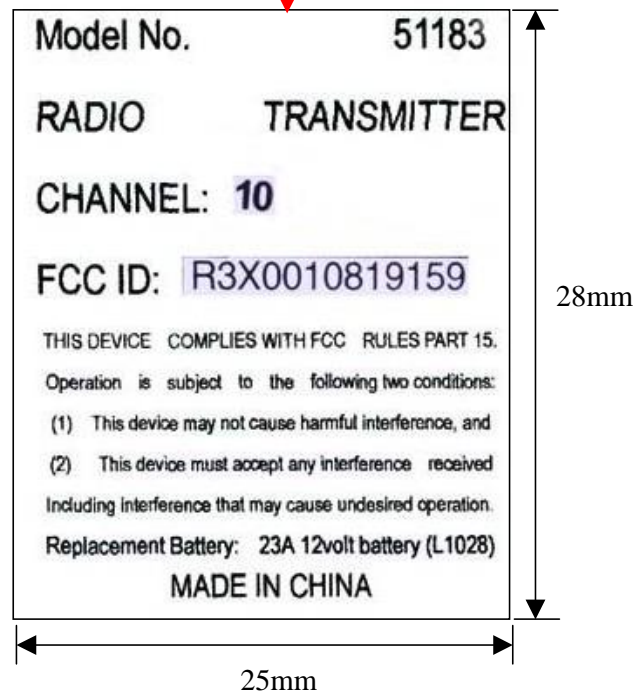 Model No. 51183
RADIO TRANSMITTER
CHANNEL: 10
FCC ID: R3X0010819159
THIS DEVICE COMPLIES WITH FCC RULES PART 15.
Operation is subject to the following two conditions:
(1) This device may not cause harmful interference, and
(2) This device must accept any interference received
Including interference that may cause undesired operation.
Replacement Battery: 23A 12volt battery (L1028)
MADE IN CHINA
28mm
25mm